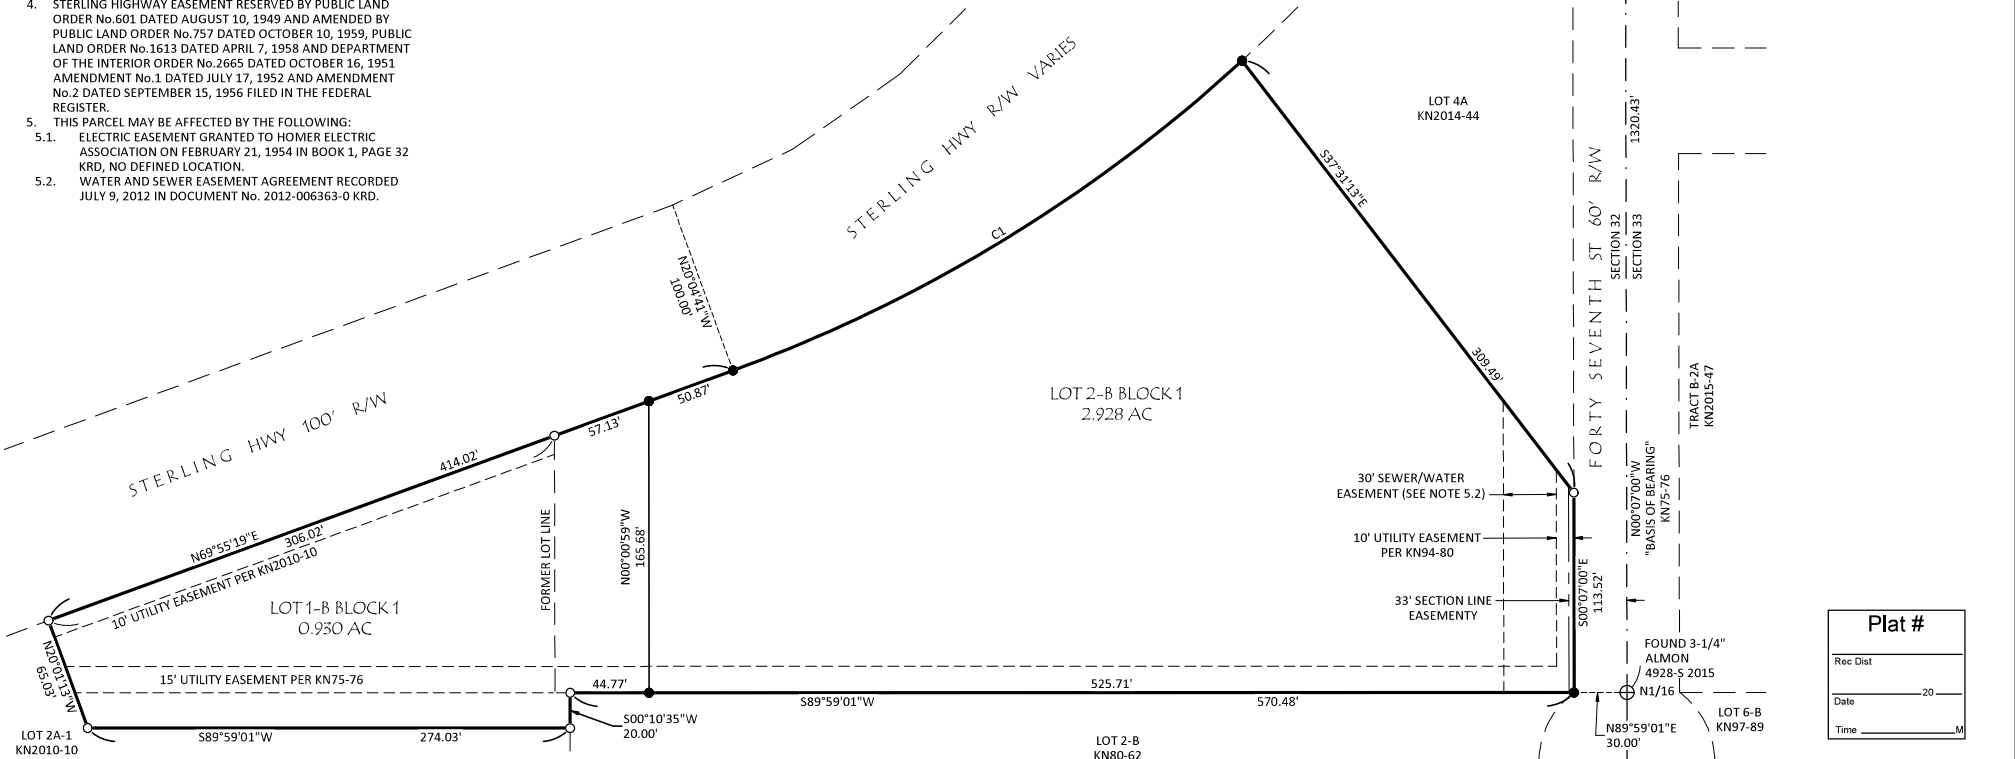 4. STERLING HIGHWAY EASEMENT RESERVED BY PUBLIC LAND
ORDER No.601 DATED AUGUST 10, 1949 AND AMENDED BY
PUBLIC LAND ORDER No.757 DATED OCTOBER 10, 1959, PUBLIC
LAND ORDER No.1613 DATED APRIL 7, 1958 AND DEPARTMENT
OF THE INTERIOR ORDER No.2665 DATED OCTOBER 16, 1951
AMENDMENT No.1 DATED JULY 17, 1952 AND AMENDMENT
No.2 DATED SEPTEMBER 15, 1956 FILED IN THE FEDERAL
REGISTER.
5. THIS PARCEL MAY BE AFFECTED BY THE FOLLOWING:
5.1. ELECTRIC EASEMENT GRANTED TO HOMER ELECTRIC
ASSOCIATION ON FEBRUARY 21, 1954 IN BOOK 1, PAGE 32
KRD, NO DEFINED LOCATION.
5.2. WATER AND SEWER EASEMENT AGREEMENT RECORDED
JULY 9, 2012 IN DOCUMENT No. 2012-006363-0 KRD.
STERLING HWY R/W VARIES
C1
LOT 4A
KN2014-44
S37°31'13"E
309.49'
FORTY SEVENTH ST 60' R/W
1320.43'
SECTION 32
SECTION 33
TRACT B-2A
KN2015-47
N00°07'00"W
"BASIS OF BEARING"
KN75-76
N20°04'41"W
100.00'
STERLING HWY 100' R/W
50.87'
57.13'
414.02'
N69°55'19"E
306.02'
10' UTILITY EASEMENT PER KN2010-10
LOT 1-B BLOCK 1
0.930 AC
FORMER LOT LINE
N00°00'59"W
165.68'
LOT 2-B BLOCK 1
2.928 AC
30' SEWER/WATER
EASEMENT (SEE NOTE 5.2)
10' UTILITY EASEMENT
PER KN94-80
33' SECTION LINE
EASEMENTY
S00°07'00"E
113.52'
N20°01'13"W
65.03'
15' UTILITY EASEMENT PER KN75-76
44.77'
525.71'
S89°59'01"W
570.48'
S00°10'35"W
20.00'
S89°59'01"W
274.03'
LOT 2A-1
KN2010-10
LOT 2-B
KN80-62
FOUND 3-1/4"
ALMON
4928-S 2015
N1/16
N89°59'01"E
30.00'
LOT 6-B
KN97-89
Plat #
Rec Dist
20
Date
Time M